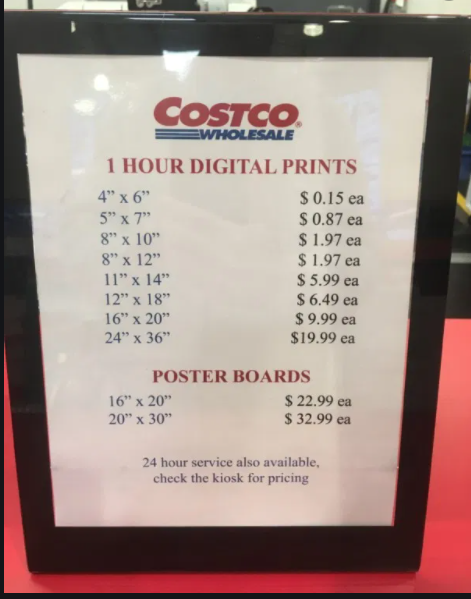 COSTCO®
WHOLESALE
1 HOUR DIGITAL PRINTS
4” x 6” $ 0.15 ea
5” x 7” $ 0.87 ea
8” x 10” $ 1.97 ea
8” x 12” $ 1.97 ea
11” x 14” $ 5.99 ea
12” x 18” $ 6.49 ea
16” x 20” $ 9.99 ea
24” x 36” $19.99 ea
POSTER BOARDS
16” x 20” $ 22.99 ea
20” x 30” $ 32.99 ea
24 hour service also available,
check the kiosk for pricing